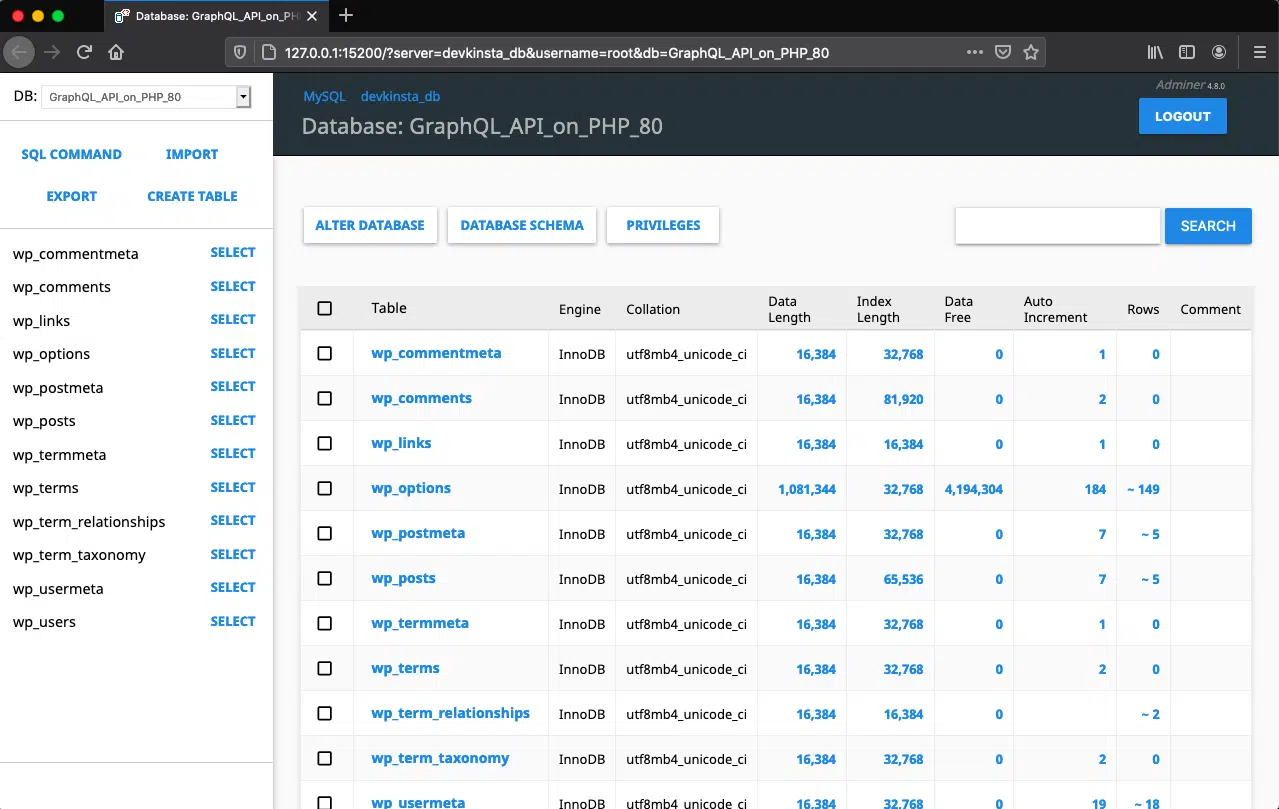 Database: GraphQL_API_on_PH
127.0.0.1:15200/?server=devkinsta_db&username=root&db=GraphQL_API_on_PHP_80
DB: GraphQL_API_on_PHP_80
SQL COMMAND IMPORT
EXPORT CREATE TABLE
wp_commentmeta SELECT
wp_comments SELECT
wp_links SELECT
wp_options SELECT
wp_postmeta SELECT
wp_posts SELECT
wp_termmeta SELECT
wp_terms SELECT
wp_term_relationships SELECT
wp_term_taxonomy SELECT
wp_usermeta SELECT
wp_users SELECT
MySQL devkinsta_db
Adminer 4.8.0
Database: GraphQL_API_on_PHP_80
LOGOUT
ALTER DATABASE DATABASE SCHEMA PRIVILEGES SEARCH
Table Engine Collation Data Length Index Length Data Free Auto Increment Rows Comment
wp_commentmeta InnoDB utf8mb4_unicode_ci 16,384 32,768 0 1 0
wp_comments InnoDB utf8mb4_unicode_ci 16,384 81,920 0 2 0
wp_links InnoDB utf8mb4_unicode_ci 16,384 16,384 0 1 0
wp_options InnoDB utf8mb4_unicode_ci 1,081,344 32,768 4,194,304 184 ~ 149
wp_postmeta InnoDB utf8mb4_unicode_ci 16,384 32,768 0 7 ~ 5
wp_posts InnoDB utf8mb4_unicode_ci 16,384 65,536 0 7 ~ 5
wp_termmeta InnoDB utf8mb4_unicode_ci 16,384 32,768 0 1 0
wp_terms InnoDB utf8mb4_unicode_ci 16,384 32,768 0 2 0
wp_term_relationships InnoDB utf8mb4_unicode_ci 16,384 16,384 0 ~ 2
wp_term_taxonomy InnoDB utf8mb4_unicode_ci 16,384 32,768 0 2 0
wp_usermeta InnoDB utf8mb4_unicode_ci 16,384 32,768 0 19 ~ 18